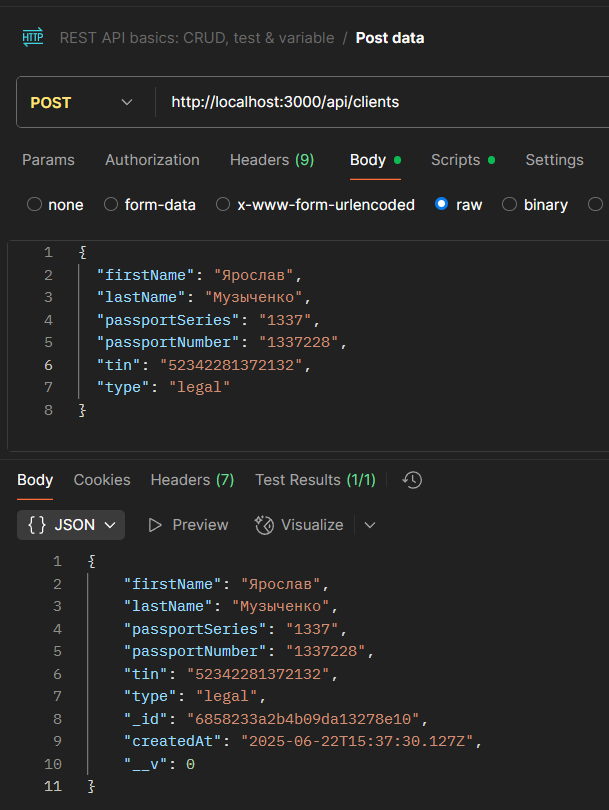 HTTP REST API basics: CRUD, test & variable / Post data
POST http://localhost:3000/api/clients
Params Authorization Headers (9) Body Scripts Settings
none form-data x-www-form-urlencoded raw binary
1 {
2 "firstName": "Ярослав",
3 "lastName": "Музыченко",
4 "passportSeries": "1337",
5 "passportNumber": "1337228",
6 "tin": "52342281372132",
7 "type": "legal"
8 }
Body Cookies Headers (7) Test Results (1/1)
{} JSON Preview Visualize
1 {
2 "firstName": "Ярослав",
3 "lastName": "Музыченко",
4 "passportSeries": "1337",
5 "passportNumber": "1337228",
6 "tin": "52342281372132",
7 "type": "legal",
8 "_id": "6858233a2b4b09da13278e10",
9 "createdAt": "2025-06-22T15:37:30.127Z",
10 "__v": 0
11 }